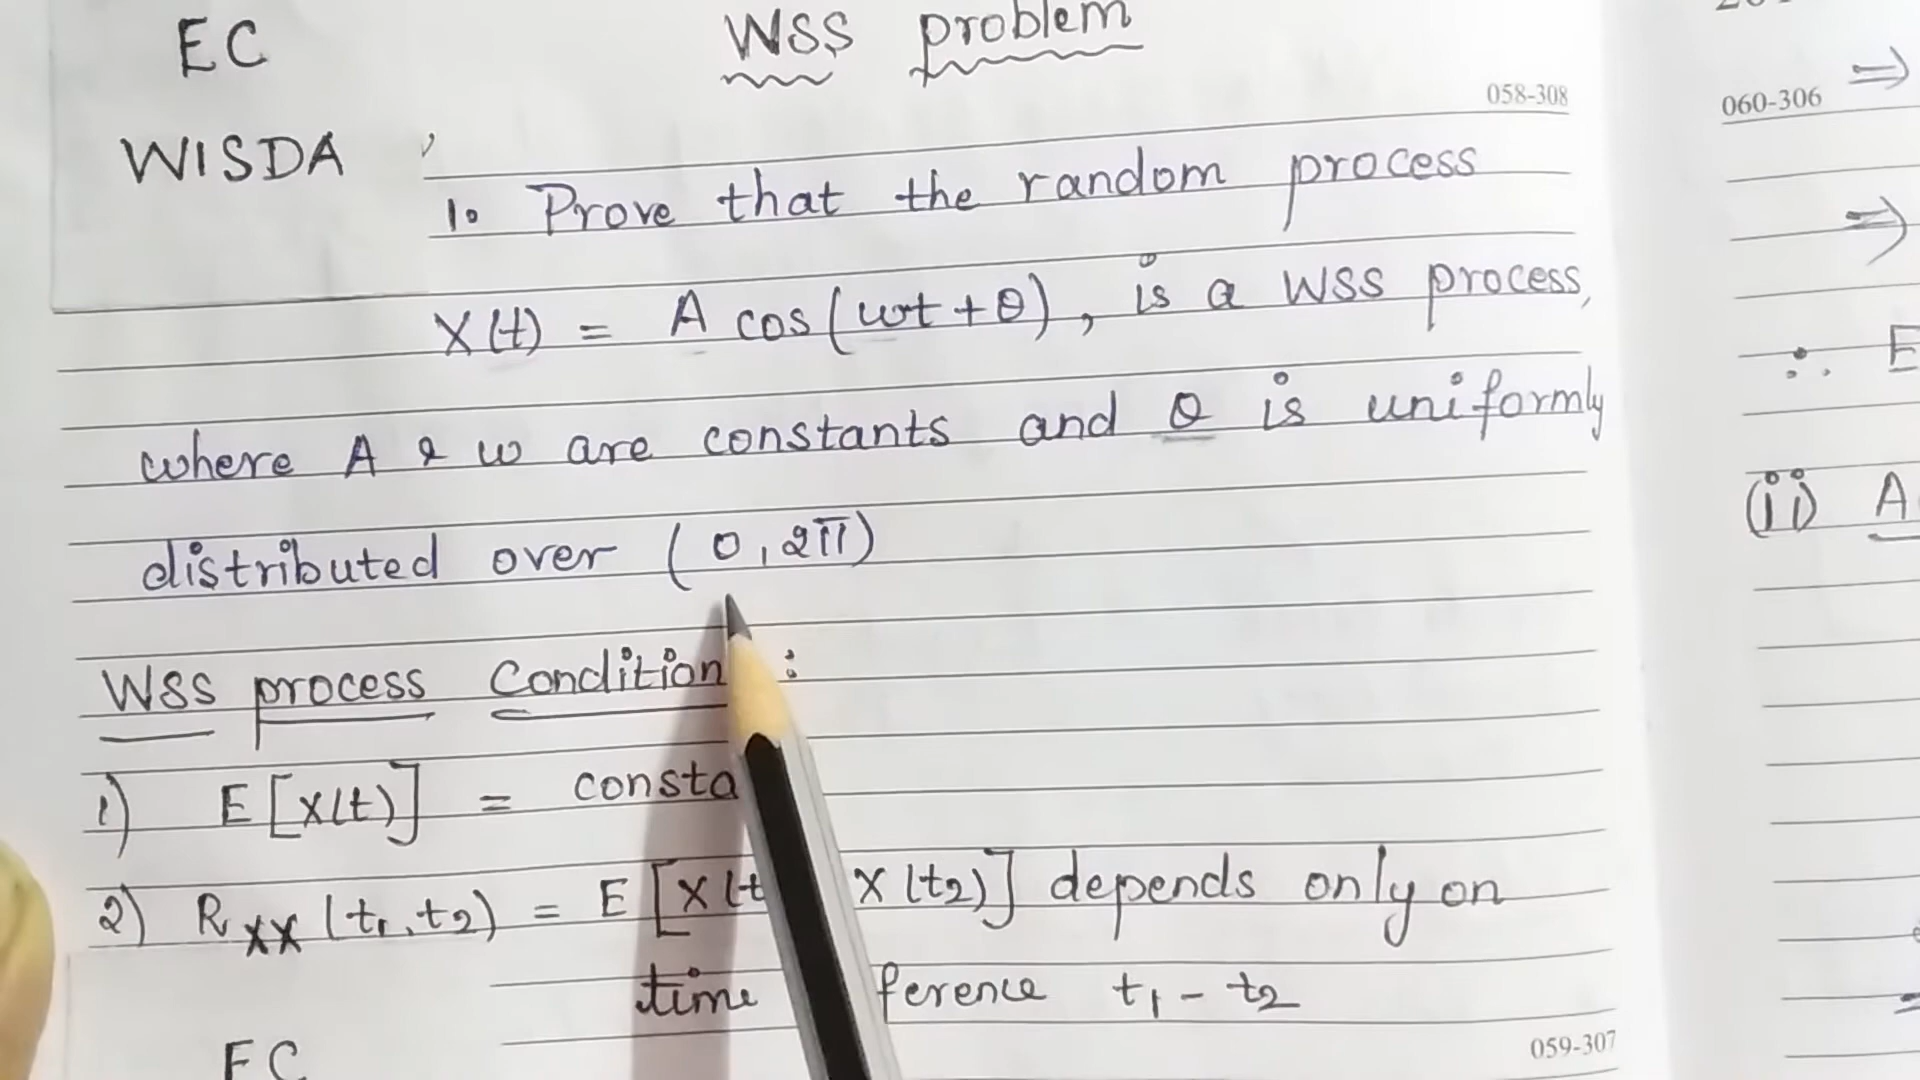 EC
WSS problem
058-308
WISDA
1. Prove that the random process
X(t) = A cos(ωt + θ), is a WSS process,
where A & ω are constants and θ is uniformly
distributed over (0, 2π)
WSS process Condition :
1) E[X(t)] = consta
2) RXX (t1, t2) = E[X(t X(t2)] depends only on
time ference t1 - t2
059-307
EC
060-306
⇒
⇒
∴ E
(ii) A